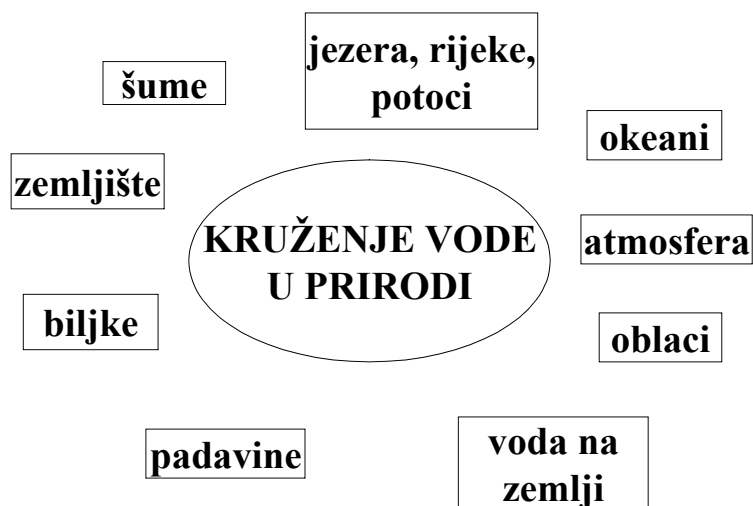 jezera, rijeke,
potoci
šume
okeani
zemljište
KRUŽENJE VODE
U PRIRODI
atmosfera
biljke
oblaci
padavine
voda na
zemlji